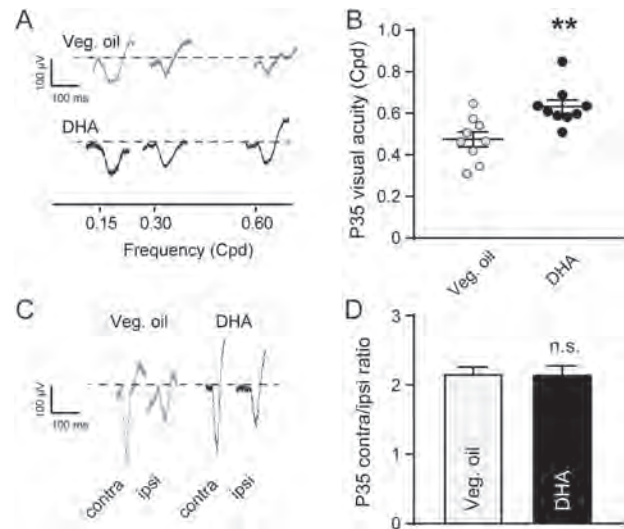 A
Veg. oil
100 µV
100 ms
DHA
0.15 0.30 0.60
Frequency (Cpd)
B
**
P35 visual acuity (Cpd)
1.0
0.8
0.6
0.4
0.2
0
Veg. oil
DHA
C
Veg. oil DHA
100 µV
100 ms
contra ipsi contra ipsi
D
P35 contra/ipsi ratio
3
2
1
0
n.s.
Veg. oil
DHA